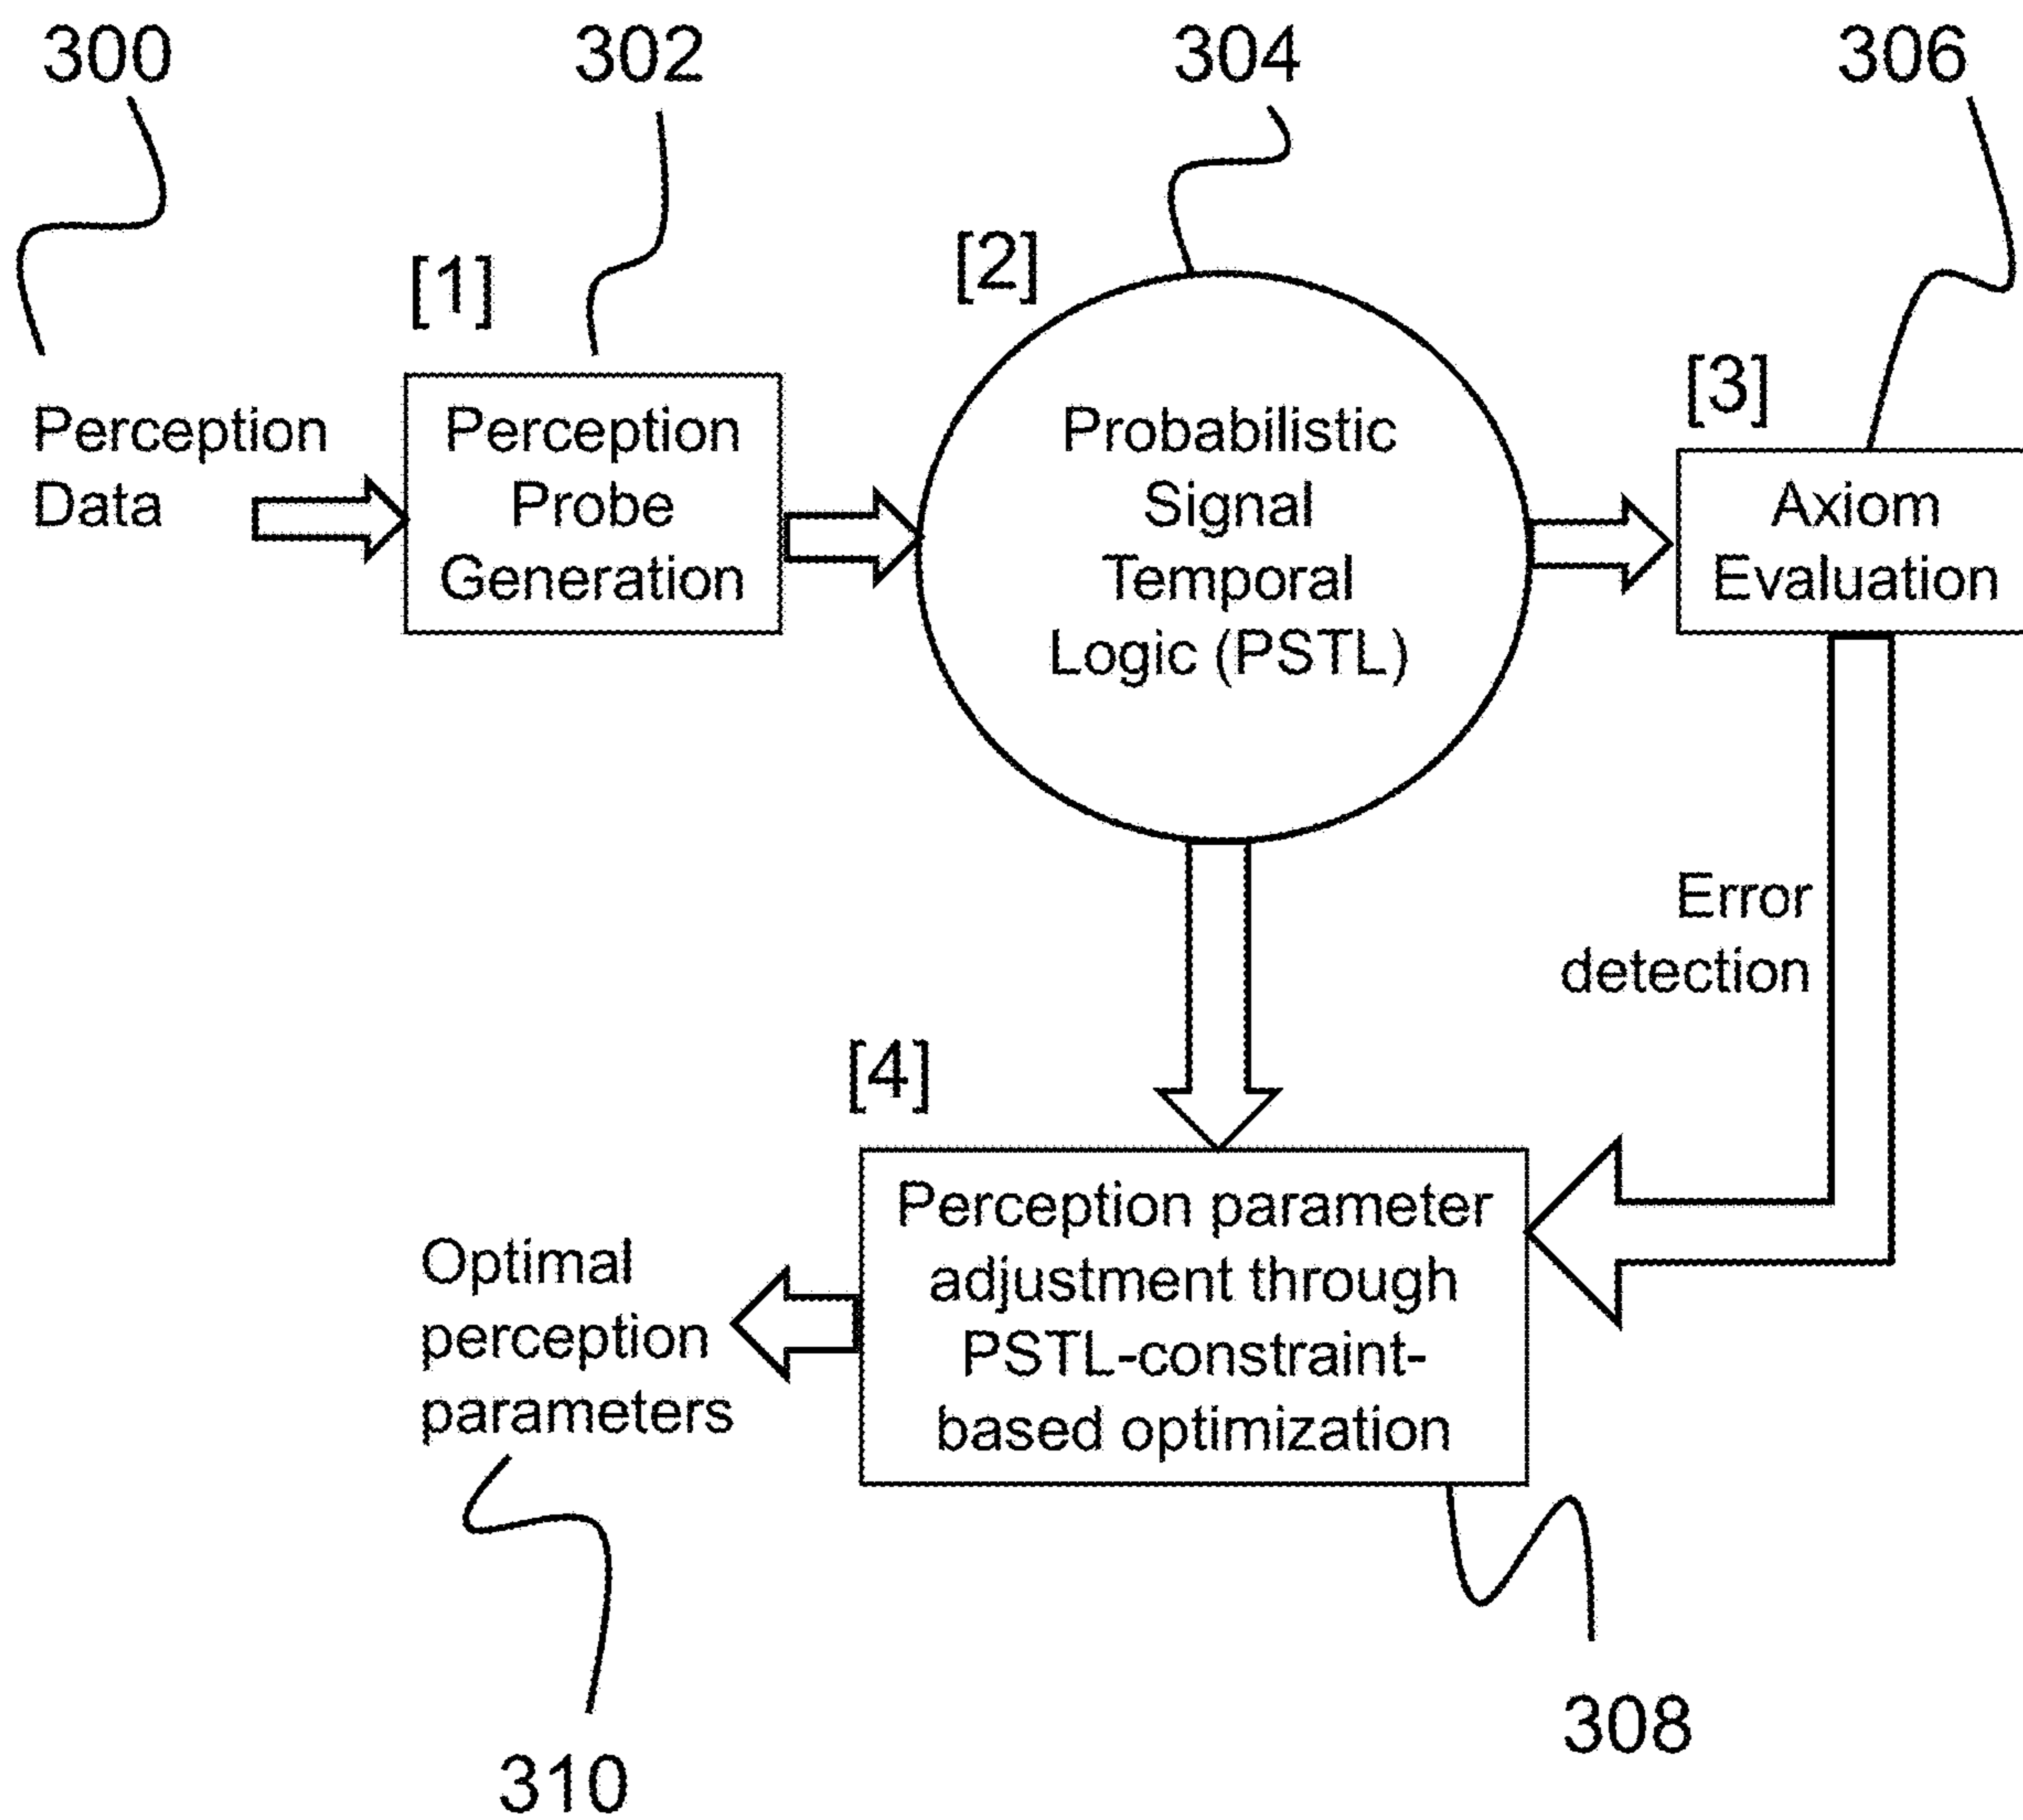 300
302
304
306
[1]
[2]
[3]
Perception
Data
Perception
Probe
Generation
Probabilistic
Signal
Temporal
Logic (PSTL)
Axiom
Evaluation
Error
detection
[4]
Perception parameter
adjustment through
PSTL-constraint-
based optimization
Optimal
perception
parameters
308
310